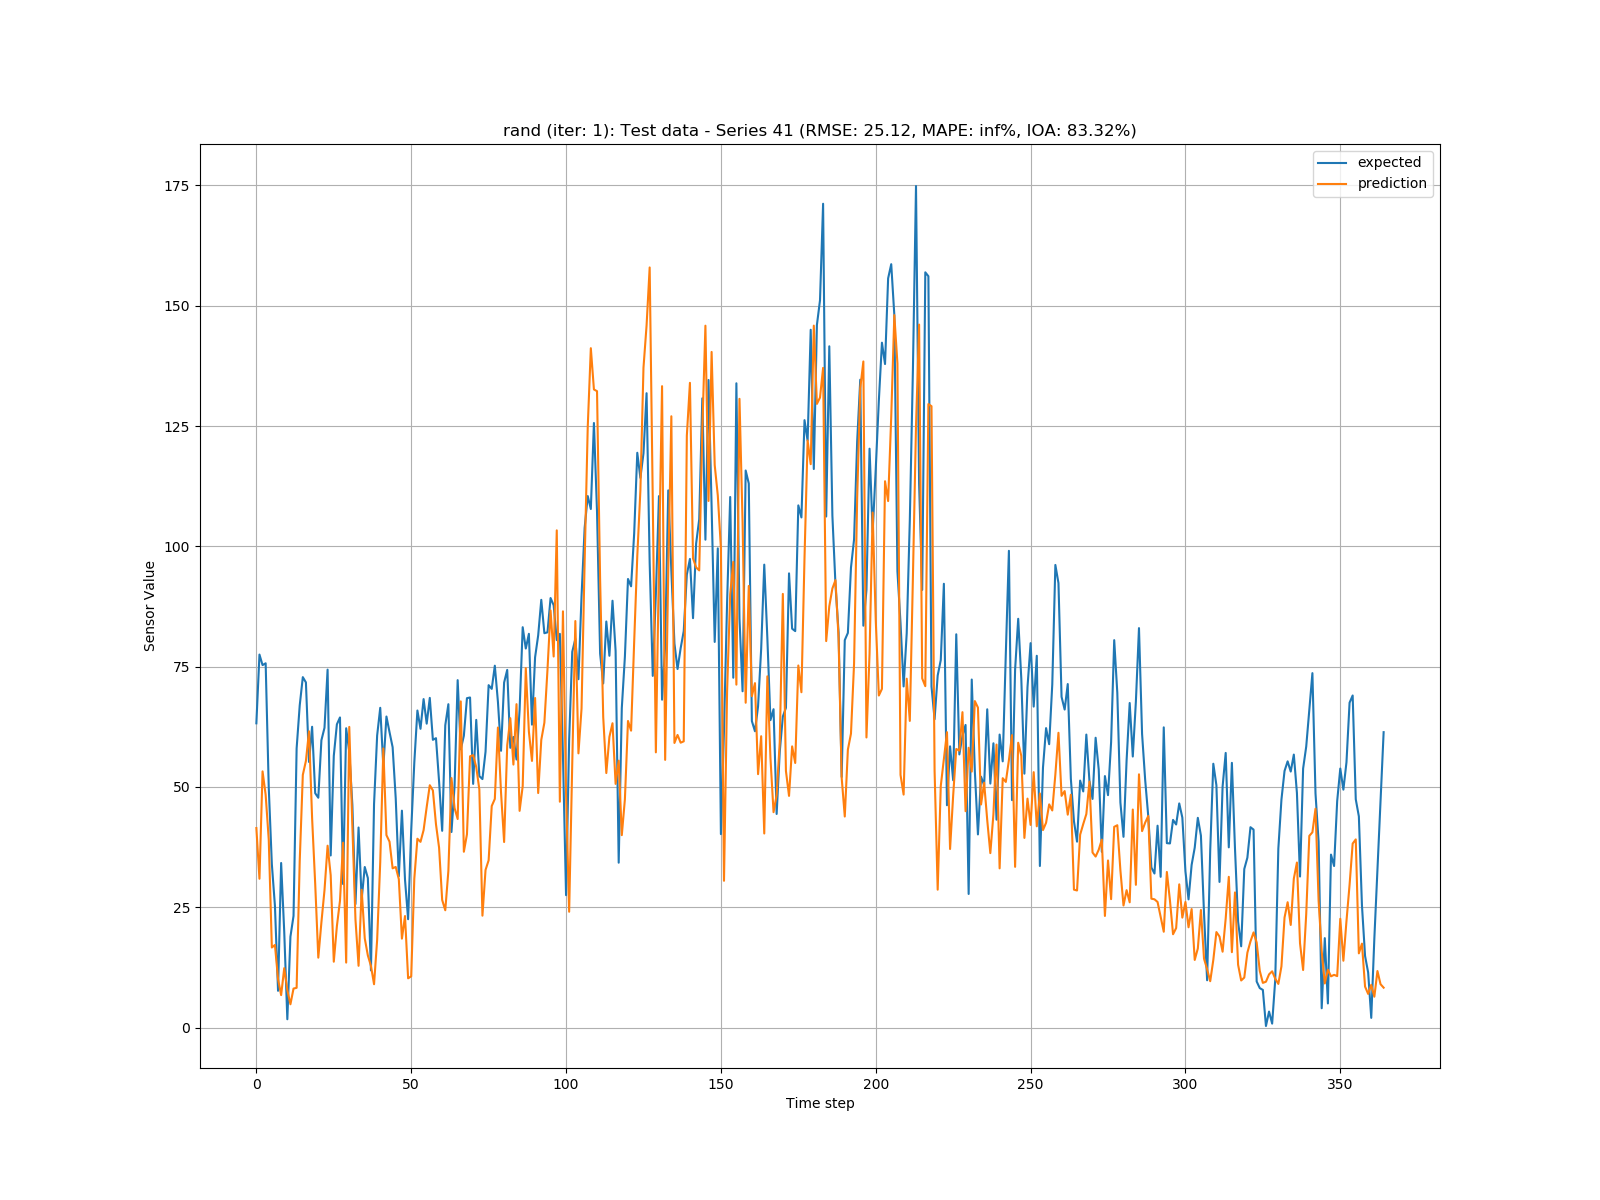 rand (iter: 1): Test data - Series 41 (RMSE: 25.12, MAPE: inf%, IOA: 83.32%)
expected
prediction
175
150
125
100
75
50
25
0
Sensor Value
0 50 100 150 200 250 300 350
Time step